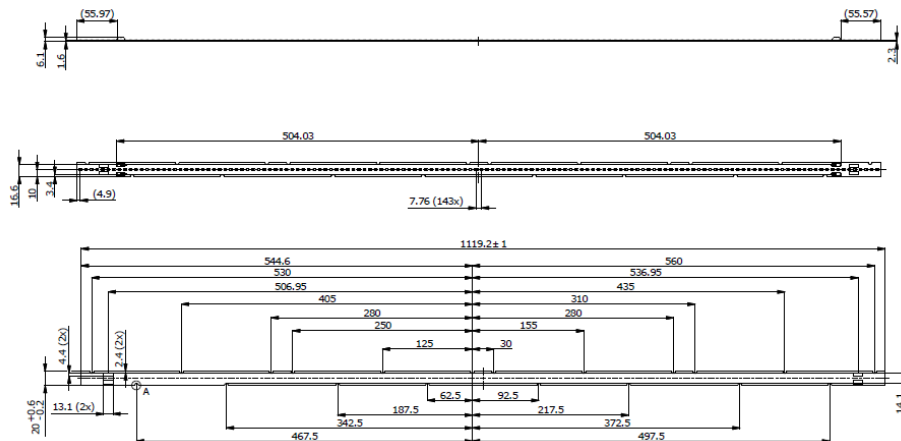 (55.97) (55.57)
6.1 1.6 2.3
504.03 504.03
16.6 10 3.4
(4.9) 7.76 (143x)
1119.2±1
544.6 560
530 536.95
506.95 435
405 310
280 280
250 155
125 30
4.4 (2x) 2.4 (2x)
A
20 +0.6 -0.2 13.1 (2x) 14.1
62.5 92.5
187.5 217.5
342.5 372.5
467.5 497.5